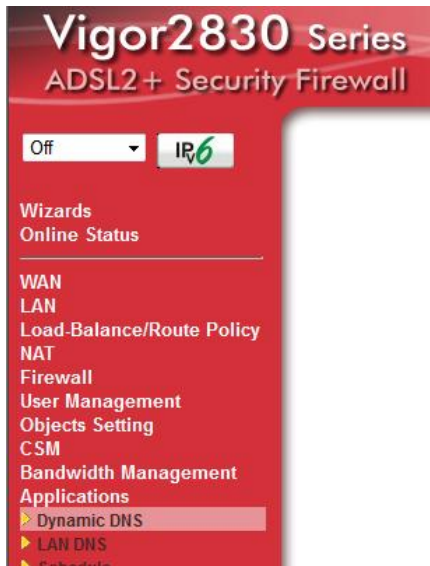 Vigor2830 Series
ADSL2+ Security Firewall
Off IPv6
Wizards
Online Status
WAN
LAN
Load-Balance/Route Policy
NAT
Firewall
User Management
Objects Setting
CSM
Bandwidth Management
Applications
Dynamic DNS
LAN DNS
Schedule